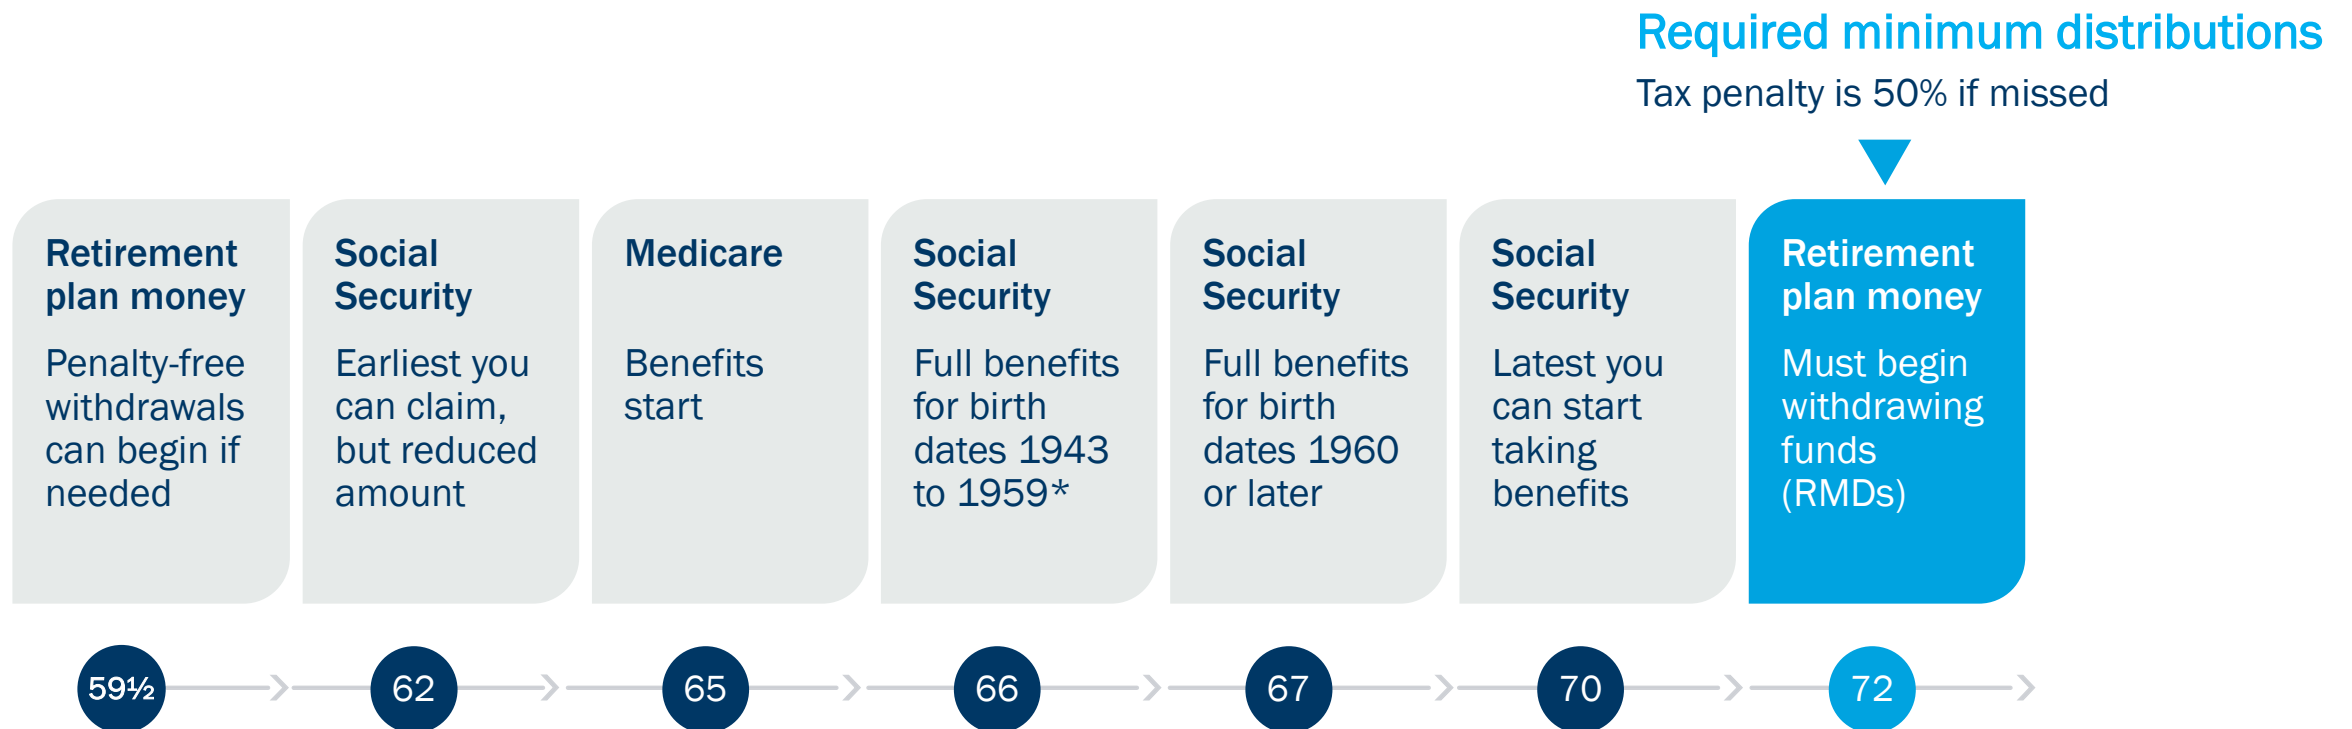 Required minimum distributions
Tax penalty is 50% if missed
Retirement
plan money
Penalty-free
withdrawals
can begin if
needed
Social
Security
Earliest you
can claim,
but reduced
amount
Medicare
Benefits
start
Social
Security
Full benefits
for birth
dates 1943
to 1959*
Social
Security
Full benefits
for birth
dates 1960
or later
Social
Security
Latest you
can start
taking
benefits
Retirement
plan money
Must begin
withdrawing
funds
(RMDs)
59½
62
65
66
67
70
72